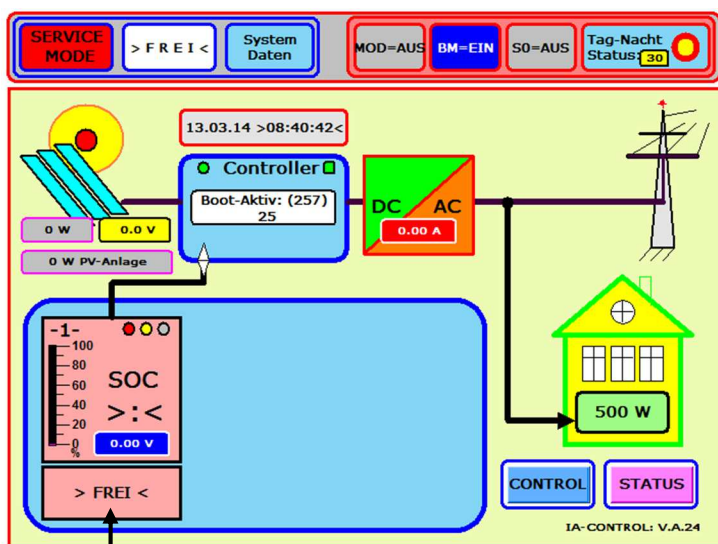 SERVICE
MODE
> F R E I <
System
Daten
MOD=AUS
BM=EIN
S0=AUS
Tag-Nacht
Status:
30
13.03.14 >08:40:42<
Controller
Boot-Aktiv: (257)
25
DC
AC
0.00 A
0 W
0.0 V
0 W PV-Anlage
-1-
100
80
60
40
20
0
%
SOC
>:<
0.00 V
> FREI <
500 W
CONTROL
STATUS
IA-CONTROL: V.A.24